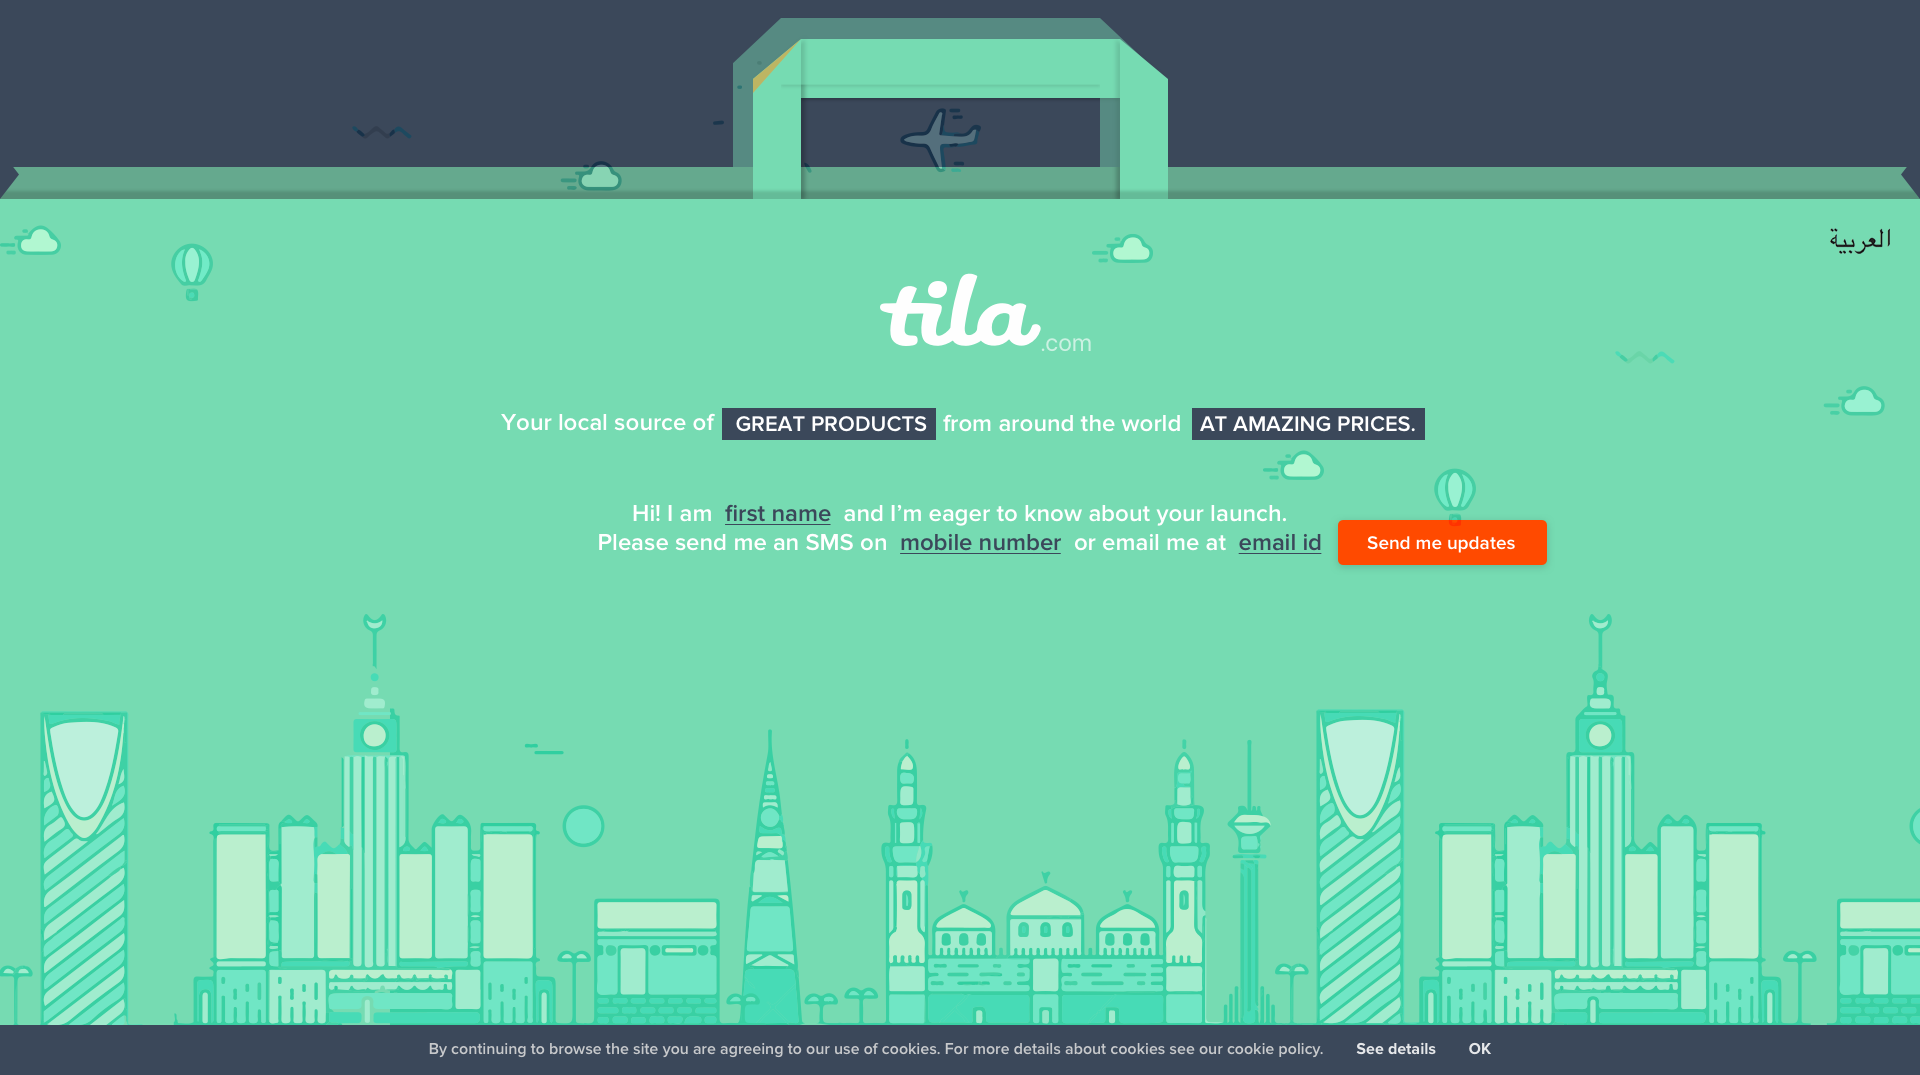 العربية
tila.com
Your local source of GREAT PRODUCTS from around the world AT AMAZING PRICES.
Hi! I am first name and I’m eager to know about your launch.
Please send me an SMS on mobile number or email me at email id Send me updates
By continuing to browse the site you are agreeing to our use of cookies. For more details about cookies see our cookie policy. See details OK